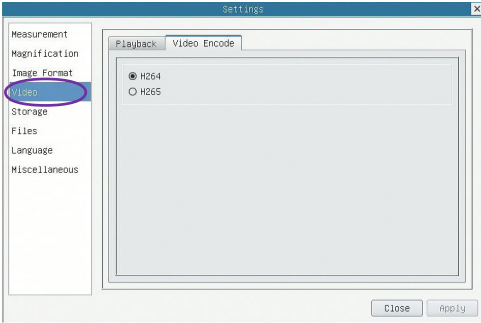 Settings
Measurement
Magnification
Image Format
Video
Storage
Files
Language
Miscellaneous
Playback Video Encode
H264
H265
Close Apply